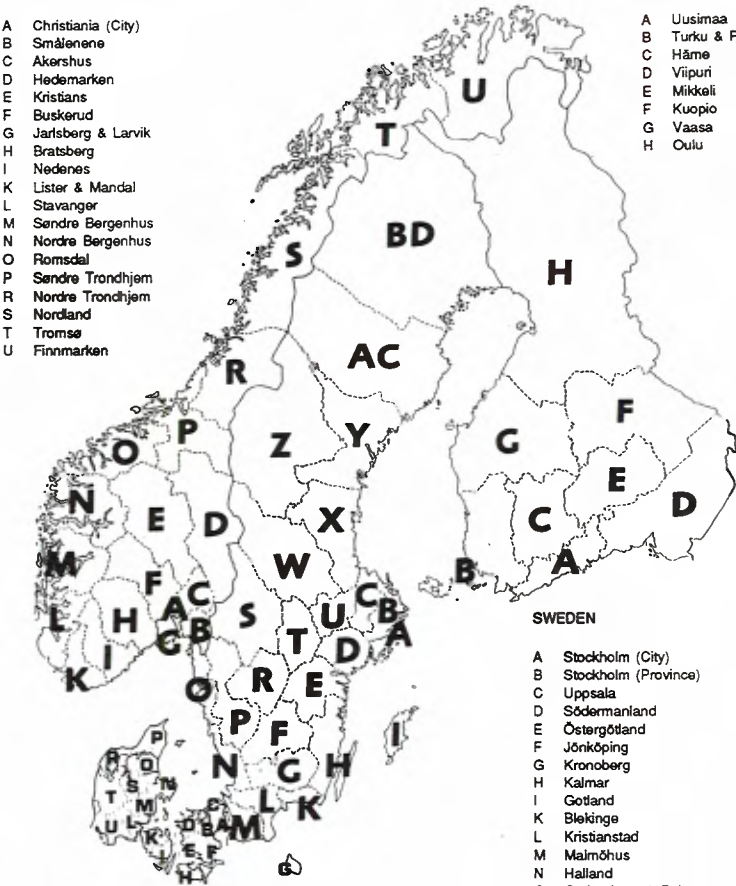 A Christiania (City)
B Smålenene
C Akershus
D Hedemarken
E Kristians
F Buskerud
G Jarlsberg & Larvik
H Bratsberg
I Nedenes
K Lister & Mandal
L Stavanger
M Søndre Bergenhus
N Nordre Bergenhus
O Romsdal
P Søndre Trondhjem
R Nordre Trondhjem
S Nordland
T Tromsø
U Finnmarken
A Uusimaa
B Turku & P
C Häme
D Viipuri
E Mikkeli
F Kuopio
G Vaasa
H Oulu
U
T
BD
S
H
AC
R
F
P
Y
Z
G
O
E
N
D
X
C
D
W
M
A
B
F
C
C
A
B
S
U
L
H
B
T
A
G
D
I
R
E
K
Ø
P
F
I
P
N
G
H
R
D
S
N
T
M
L
K
C
U
L
K
D
B
A
M
I
E
F
H
G
SWEDEN
A Stockholm (City)
B Stockholm (Province)
C Uppsala
D Södermanland
E Östergötland
F Jönköping
G Kronoberg
H Kalmar
I Gotland
K Blekinge
L Kristianstad
M Malmöhus
N Halland